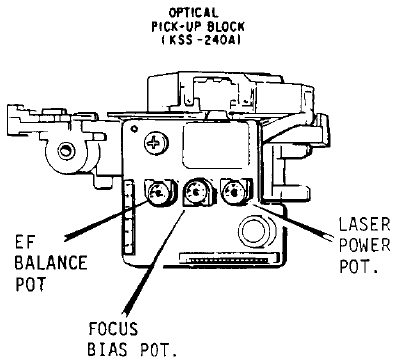 OPTICAL
PICK-UP BLOCK
(KSS-240A)
EF
BALANCE
POT
LASER
POWER
POT.
FOCUS
BIAS POT.